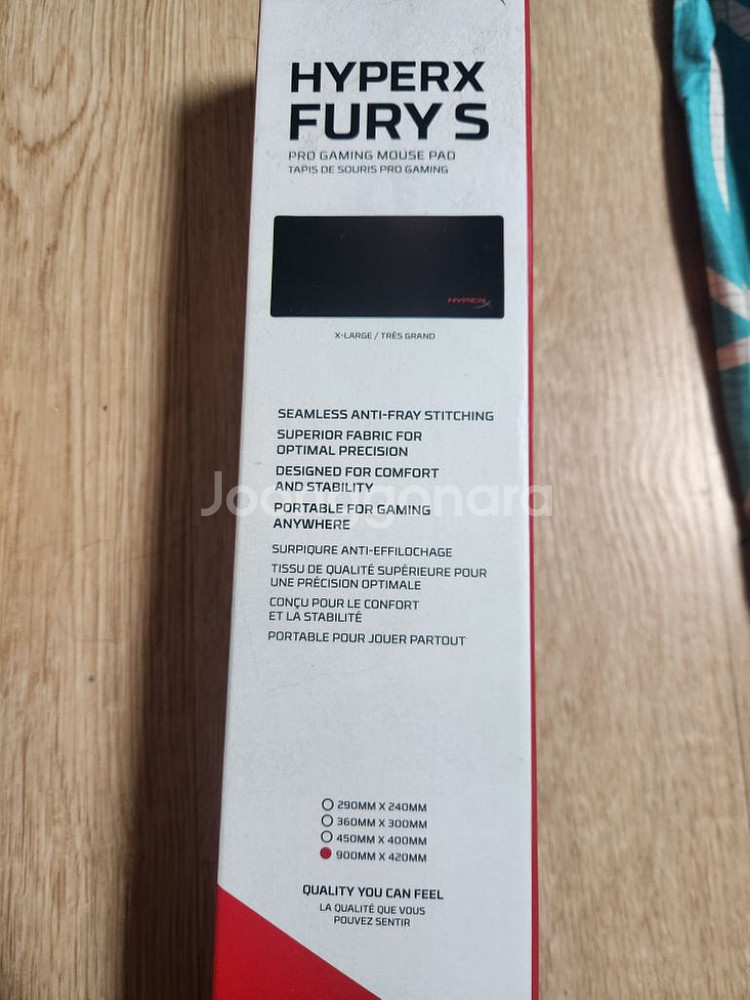 HYPERX
FURY S
PRO GAMING MOUSE PAD
TAPIS DE SOURIS PRO GAMING
HYPERX
X-LARGE / TRÈS GRAND
SEAMLESS ANTI-FRAY STITCHING
SUPERIOR FABRIC FOR
OPTIMAL PRECISION
DESIGNED FOR COMFORT
AND STABILITY
Joonggonara
PORTABLE FOR GAMING
ANYWHERE
SURPIQURE ANTI-EFFILOCHAGE
TISSU DE QUALITÉ SUPÉRIEURE POUR
UNE PRÉCISION OPTIMALE
CONÇU POUR LE CONFORT
ET LA STABILITÉ
PORTABLE POUR JOUER PARTOUT
290MM X 240MM
360MM X 300MM
450MM X 400MM
900MM X 420MM
QUALITY YOU CAN FEEL
LA QUALITÉ QUE VOUS
POUVEZ SENTIR